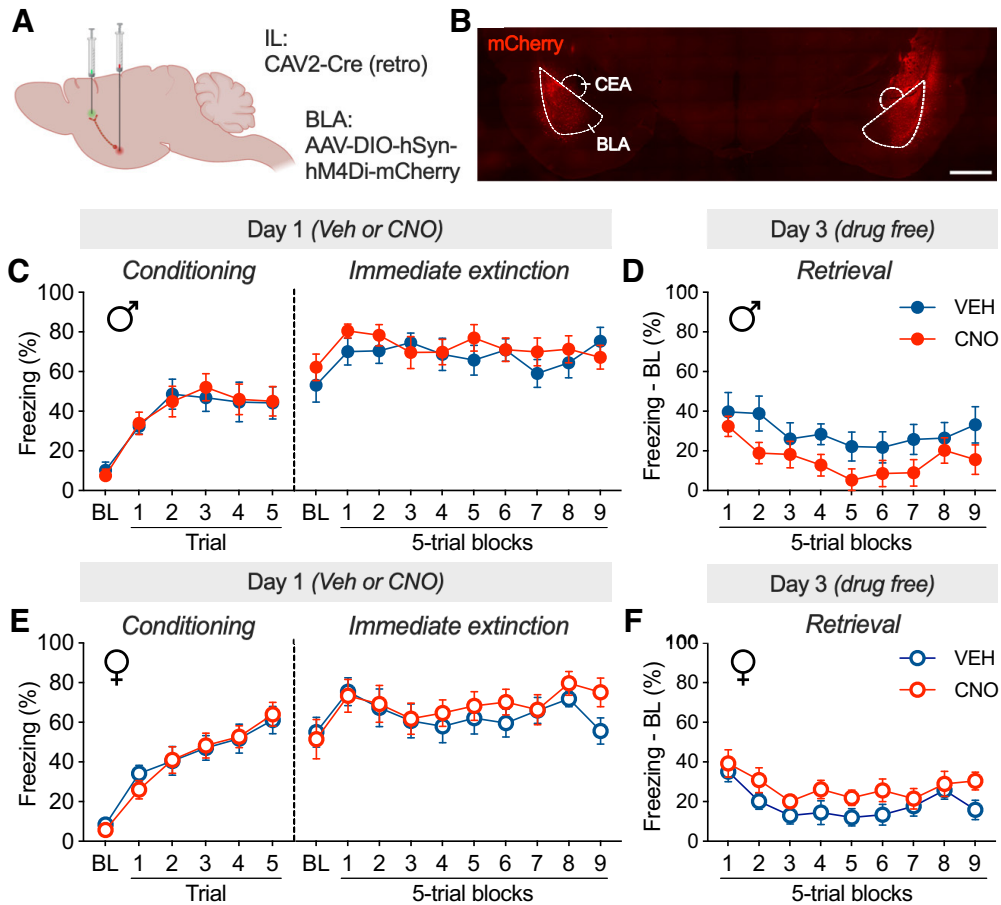 A
IL:
CAV2-Cre (retro)
BLA:
AAV-DIO-hSyn-
hM4Di-mCherry
B
mCherry
CEA
BLA
Day 1 (Veh or CNO)
Day 3 (drug free)
C
Conditioning
Immediate extinction
♂
Freezing (%)
100
80
60
40
20
0
BL 1 2 3 4 5
Trial
BL 1 2 3 4 5 6 7 8 9
5-trial blocks
D
Retrieval
♂
VEH
CNO
Freezing - BL (%)
100
80
60
40
20
0
1 2 3 4 5 6 7 8 9
5-trial blocks
Day 1 (Veh or CNO)
Day 3 (drug free)
E
Conditioning
Immediate extinction
♀
Freezing (%)
100
80
60
40
20
0
BL 1 2 3 4 5
Trial
BL 1 2 3 4 5 6 7 8 9
5-trial blocks
F
Retrieval
♀
VEH
CNO
Freezing - BL (%)
100
80
60
40
20
0
1 2 3 4 5 6 7 8 9
5-trial blocks